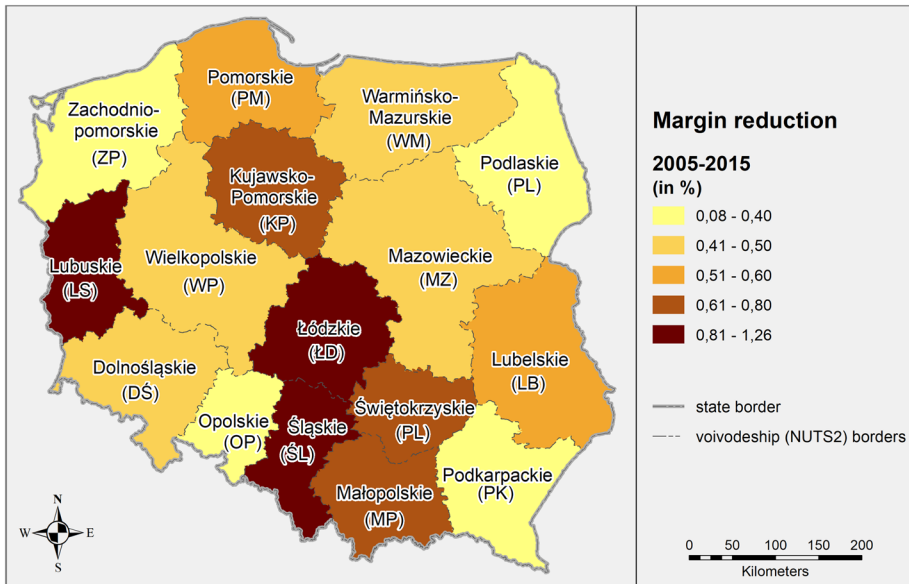 Pomorskie
(PM)
Warmińsko-
Mazurskie
(WM)
Zachodnio-
pomorskie
(ZP)
Podlaskie
(PL)
Kujawsko-
Pomorskie
(KP)
Mazowieckie
(MZ)
Wielkopolskie
(WP)
Lubuskie
(LS)
Łódzkie
(ŁD)
Lubelskie
(LB)
Dolnośląskie
(DŚ)
Opolskie
(OP)
Śląskie
(ŚL)
Świętokrzyskie
(PL)
Podkarpackie
(PK)
Małopolskie
(MP)
N
W
E
S
Margin reduction
2005-2015
(in %)
0,08 - 0,40
0,41 - 0,50
0,51 - 0,60
0,61 - 0,80
0,81 - 1,26
state border
voivodeship (NUTS2) borders
0 50 100 150 200
Kilometers